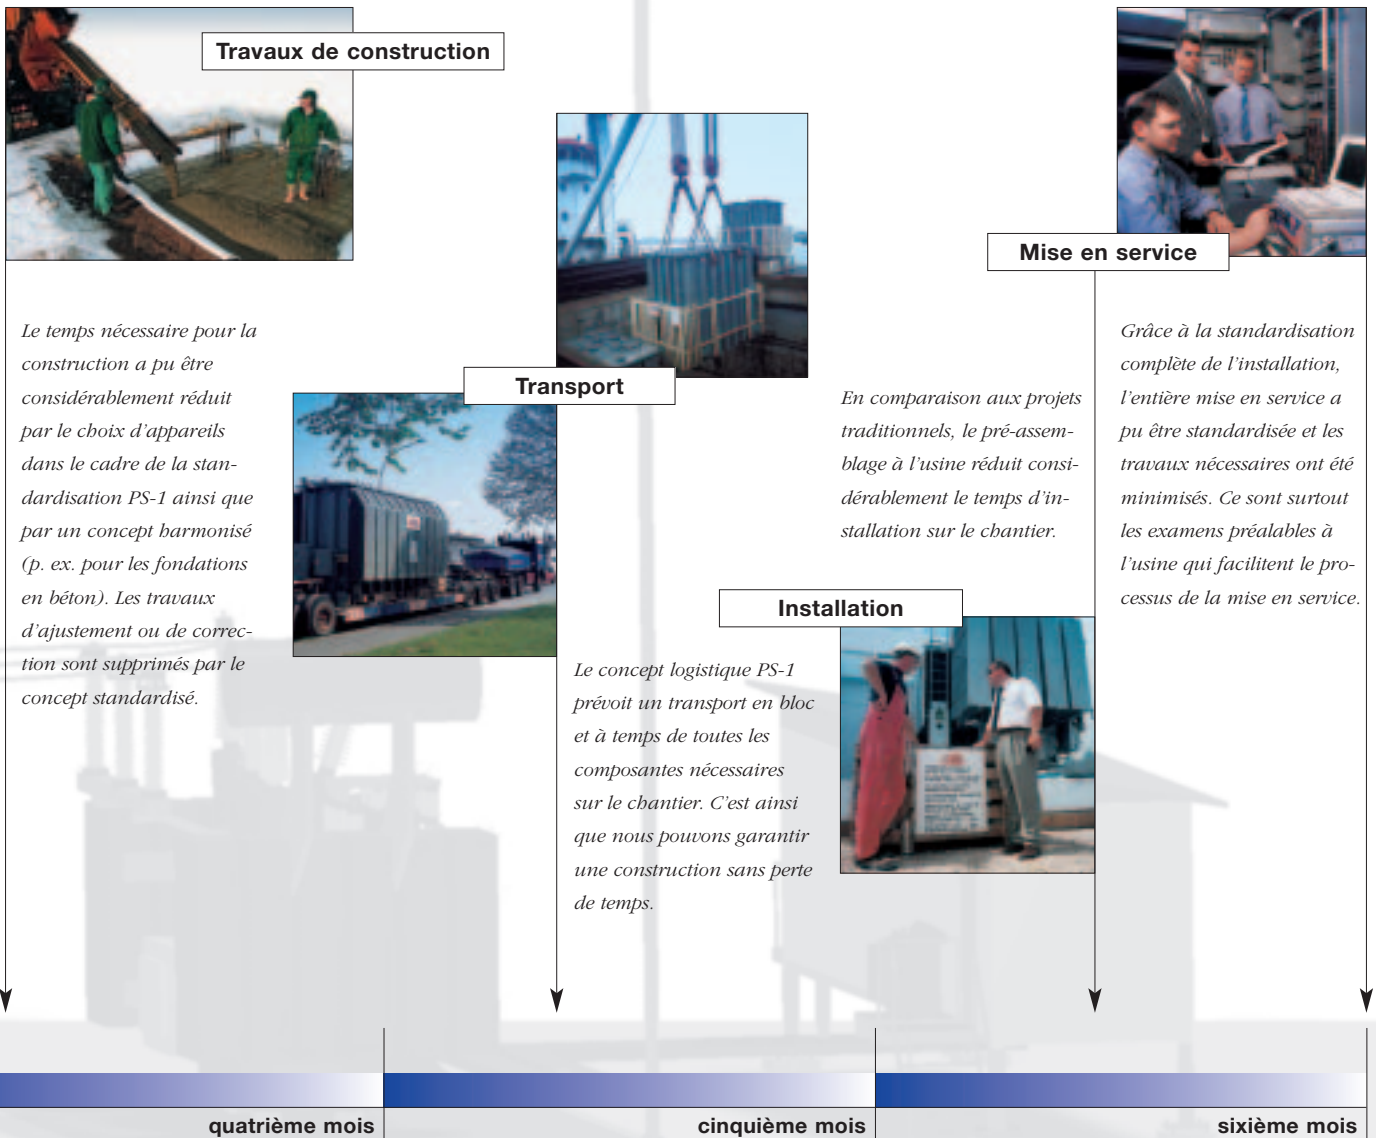 Travaux de construction
Le temps nécessaire pour la
construction a pu être
considérablement réduit
par le choix d'appareils
dans le cadre de la stan-
dardisation PS-1 ainsi que
par un concept harmonisé
(p. ex. pour les fondations
en béton). Les travaux
d'ajustement ou de correc-
tion sont supprimés par le
concept standardisé.
Transport
Le concept logistique PS-1
prévoit un transport en bloc
et à temps de toutes les
composantes nécessaires
sur le chantier. C'est ainsi
que nous pouvons garantir
une construction sans perte
de temps.
En comparaison aux projets
traditionnels, le pré-assem-
blage à l'usine réduit consi-
dérablement le temps d'in-
stallation sur le chantier.
Installation
Mise en service
Grâce à la standardisation
complète de l'installation,
l'entière mise en service a
pu être standardisée et les
travaux nécessaires ont été
minimisés. Ce sont surtout
les examens préalables à
l'usine qui facilitent le pro-
cessus de la mise en service.
quatrième mois
cinquième mois
sixième mois